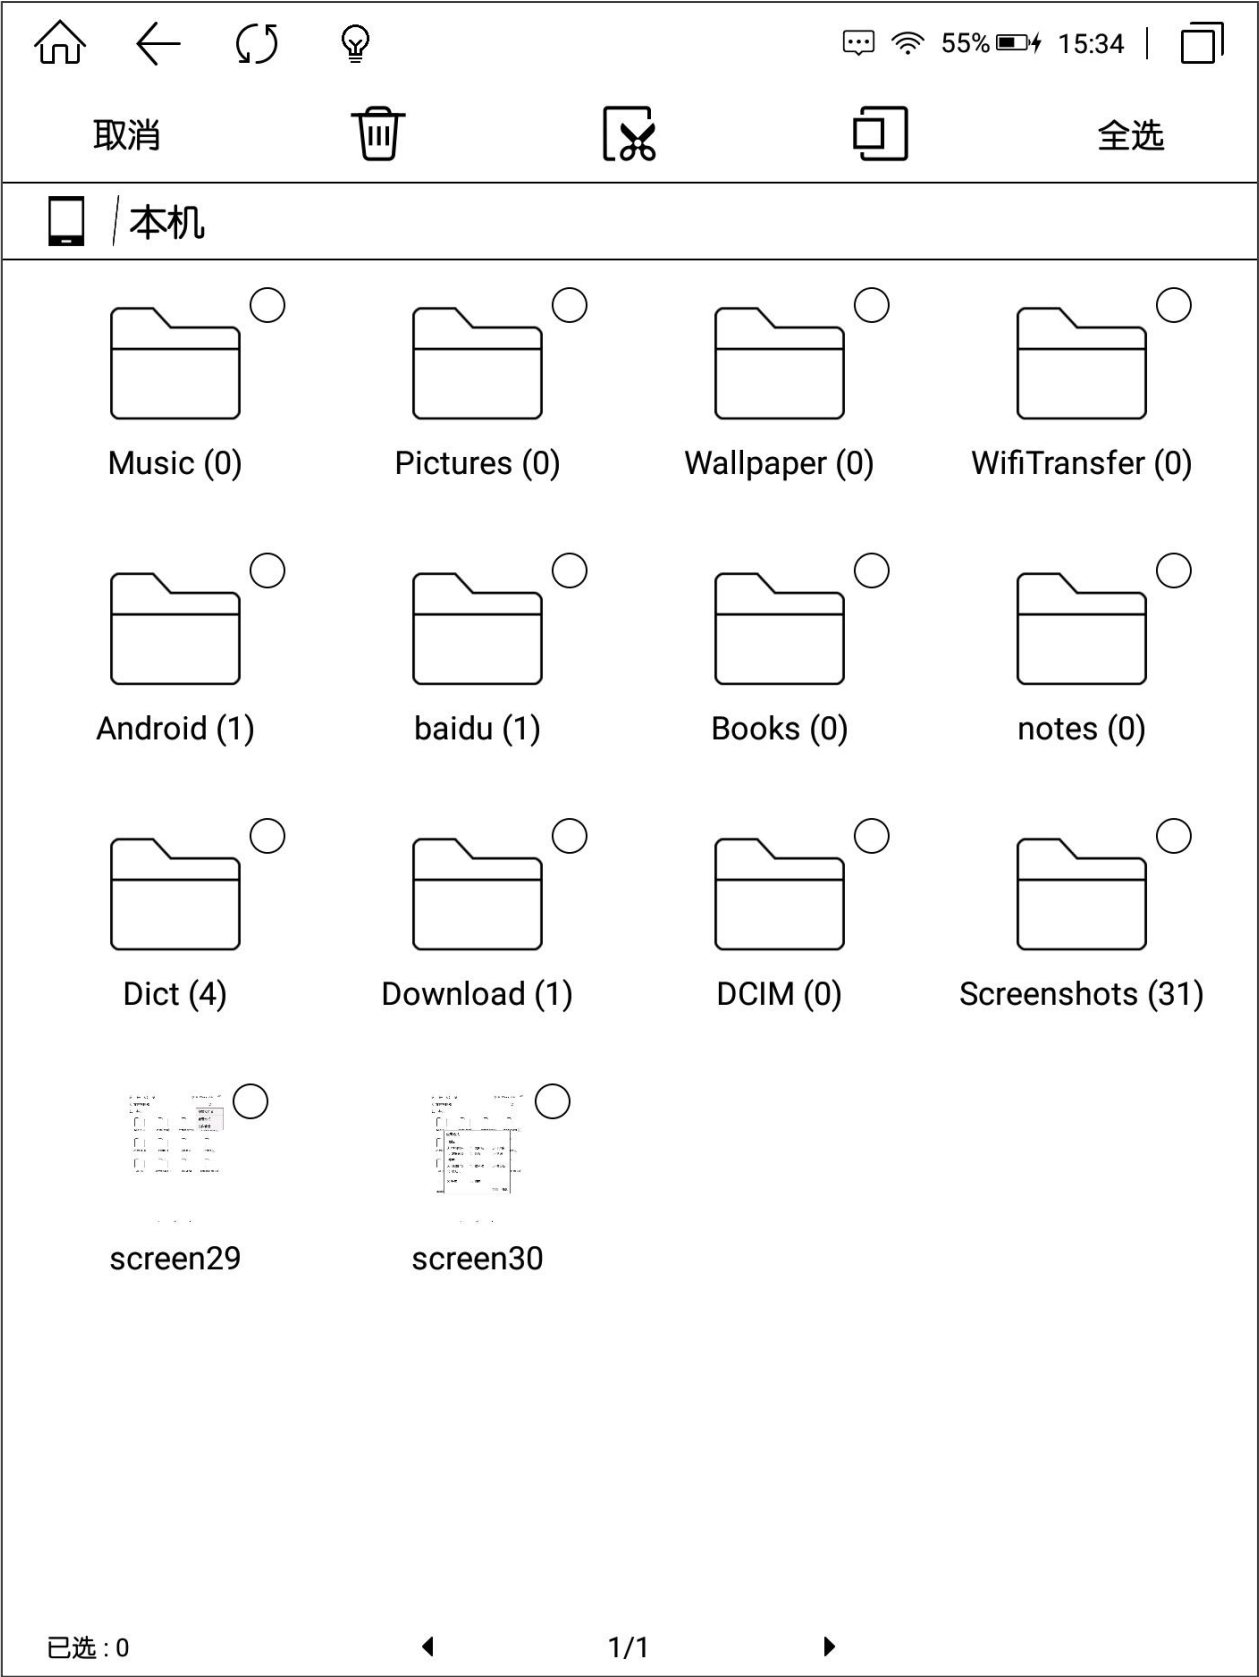 55% 15:34
取消 全选
本机
Music (0) Pictures (0) Wallpaper (0) WifiTransfer (0)
Android (1) baidu (1) Books (0) notes (0)
Dict (4) Download (1) DCIM (0) Screenshots (31)
screen29 screen30
已选 : 0 1/1